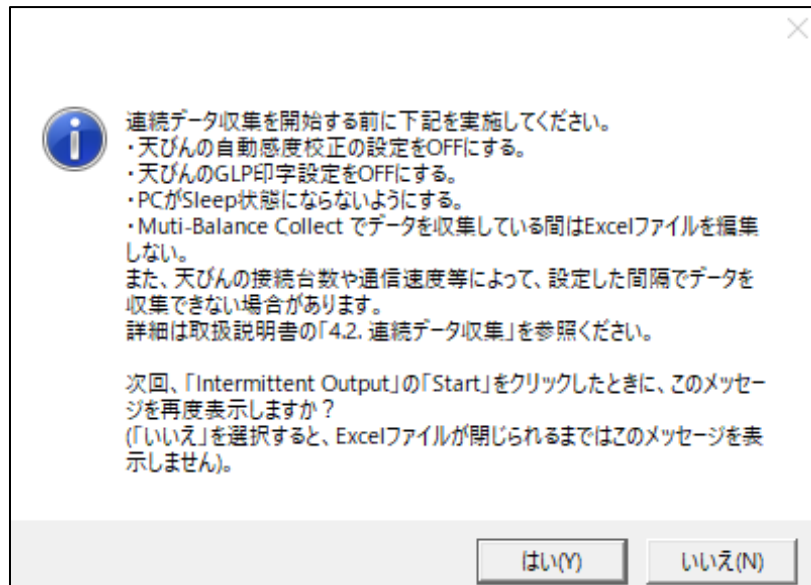 連続データ収集を開始する前に下記を実施してください。
・天びんの自動感度校正の設定をOFFにする。
・天びんのGLP印字設定をOFFにする。
・PCがSleep状態にならないようにする。
・Muti-Balance Collect でデータを収集している間はExcelファイルを編集
しない。
また、天びんの接続台数や通信速度等によって、設定した間隔でデータを
収集できない場合があります。
詳細は取扱説明書の「4.2. 連続データ収集」を参照ください。
次回、「Intermittent Output」の「Start」をクリックしたときに、このメッセー
ジを再度表示しますか？
(「いいえ」を選択すると、Excelファイルが閉じられるまではこのメッセージを表
示しません)。
はい(Y) いいえ(N)